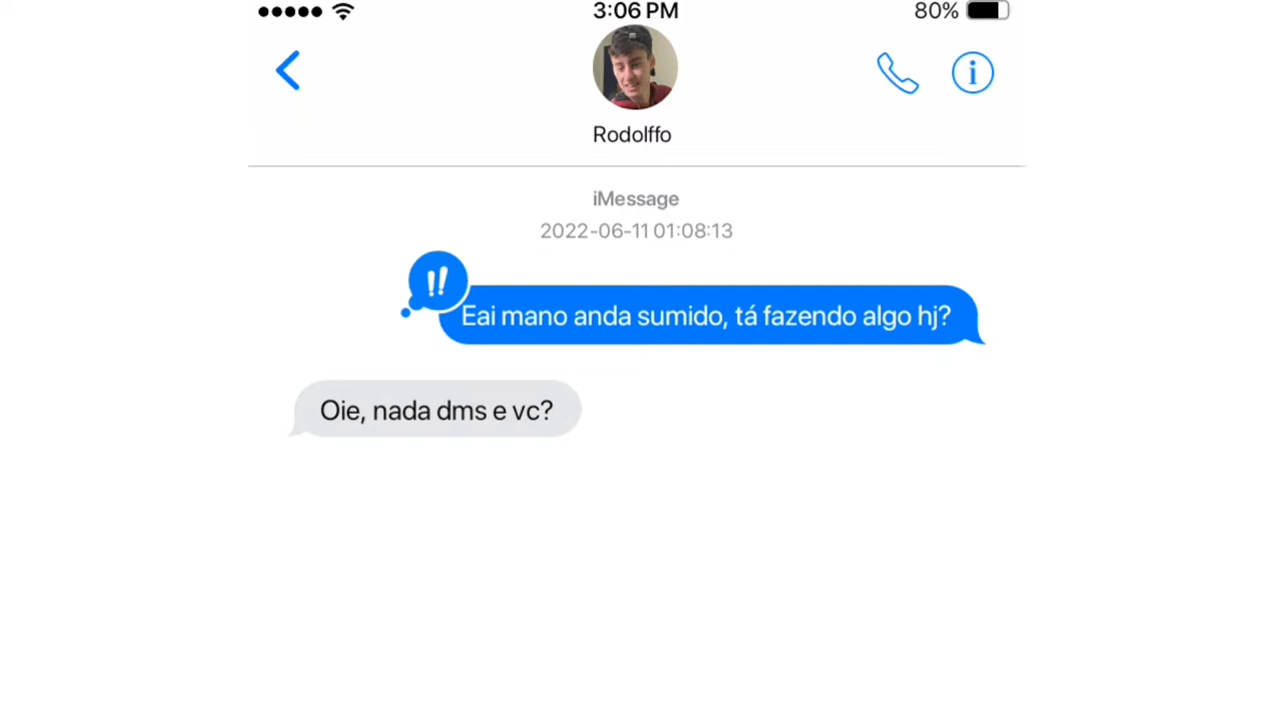 3:06 PM
80%
Rodolffo
iMessage
2022-06-11 01:08:13
!!
Eai mano anda sumido, tá fazendo algo hj?
Oie, nada dms e vc?